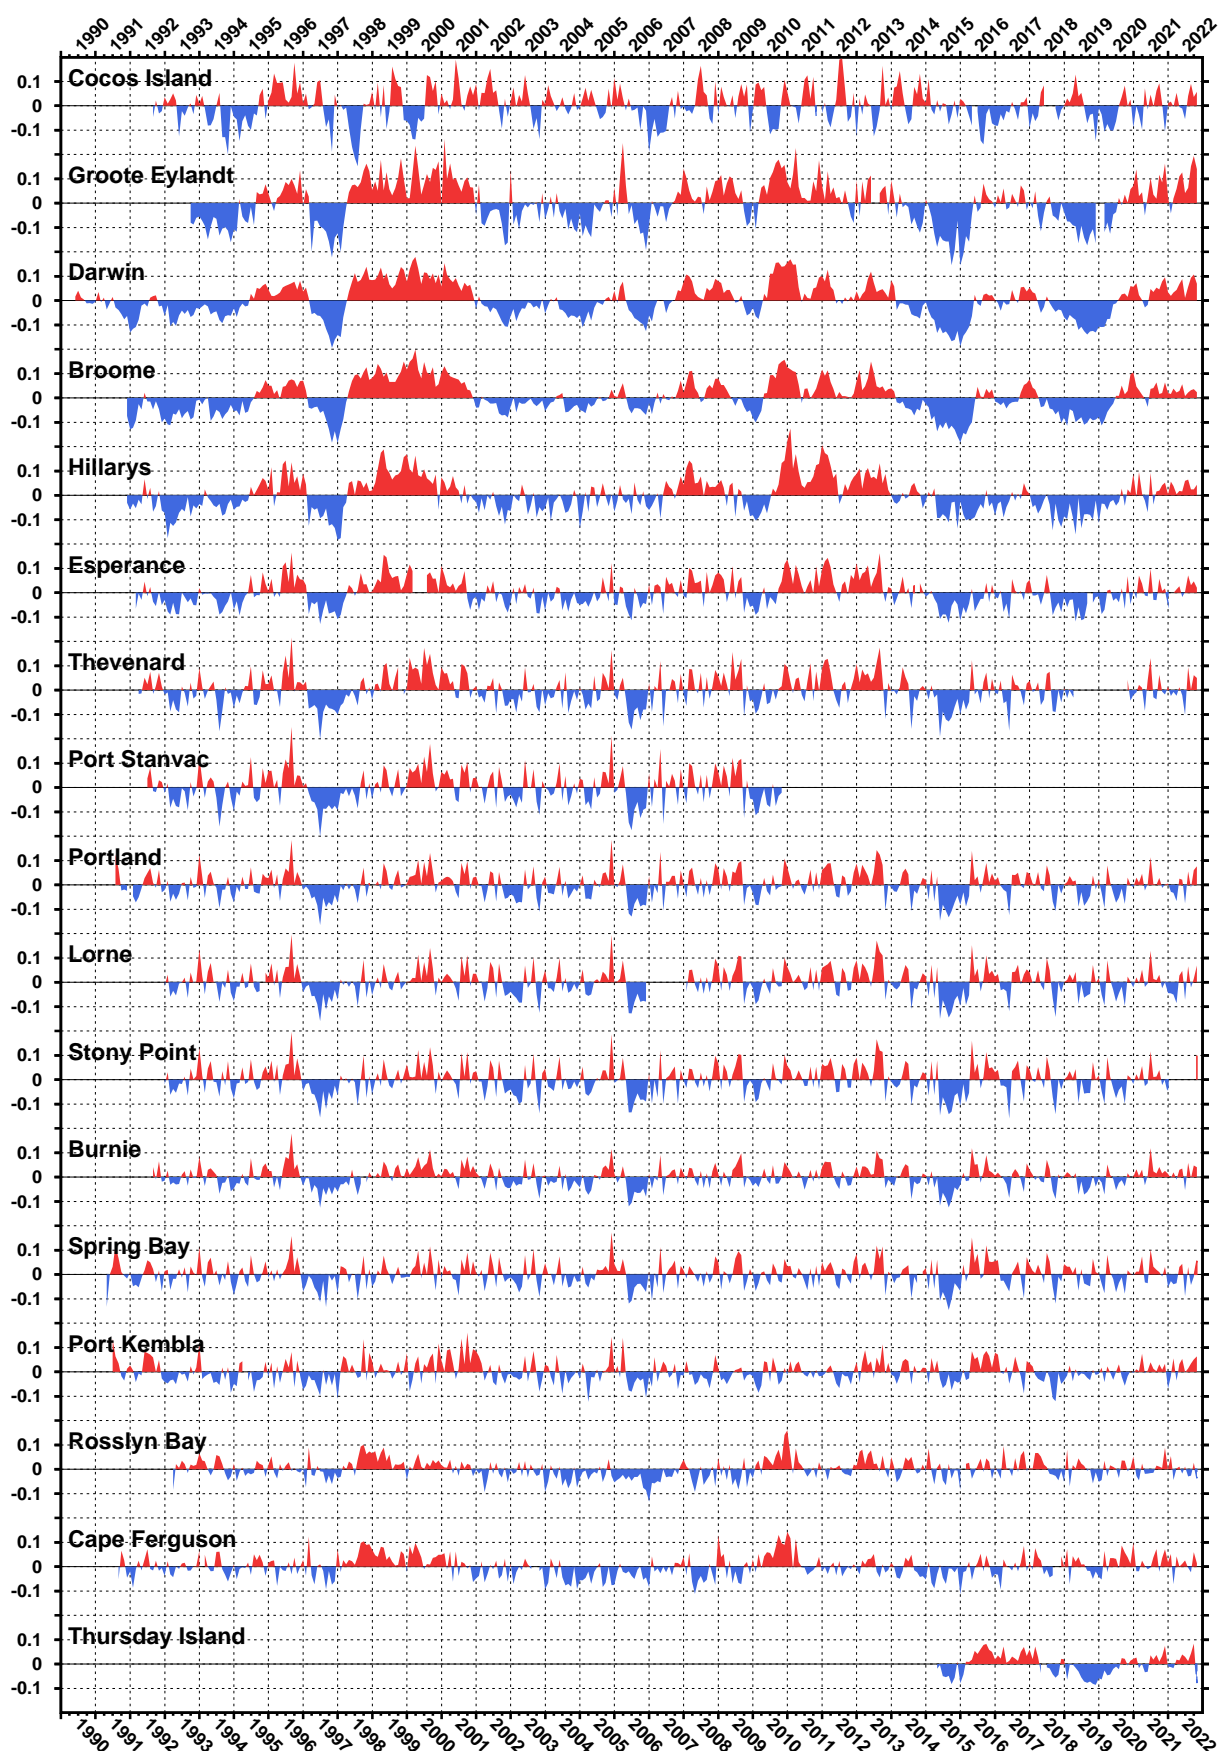 1990 1991 1992 1993 1994 1995 1996 1997 1998 1999 2000 2001 2002 2003 2004 2005 2006 2007 2008 2009 2010 2011 2012 2013 2014 2015 2016 2017 2018 2019 2020 2021 2022
Cocos Island
0.1
0
-0.1
Groote Eylandt
0.1
0
-0.1
Darwin
0.1
0
-0.1
Broome
0.1
0
-0.1
Hillarys
0.1
0
-0.1
Esperance
0.1
0
-0.1
Thevenard
0.1
0
-0.1
Port Stanvac
0.1
0
-0.1
Portland
0.1
0
-0.1
Lorne
0.1
0
-0.1
Stony Point
0.1
0
-0.1
Burnie
0.1
0
-0.1
Spring Bay
0.1
0
-0.1
Port Kembla
0.1
0
-0.1
Rosslyn Bay
0.1
0
-0.1
Cape Ferguson
0.1
0
-0.1
Thursday Island
0.1
0
-0.1
1990 1991 1992 1993 1994 1995 1996 1997 1998 1999 2000 2001 2002 2003 2004 2005 2006 2007 2008 2009 2010 2011 2012 2013 2014 2015 2016 2017 2018 2019 2020 2021 2022